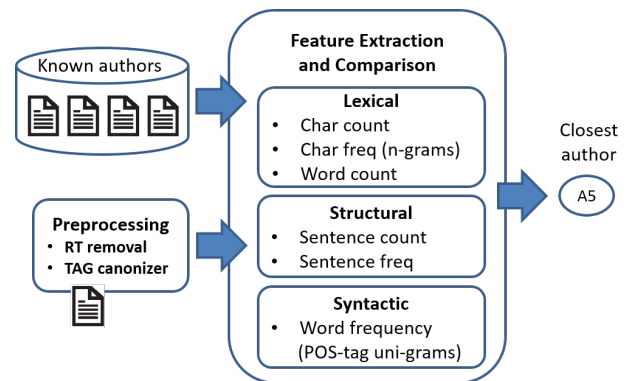 Known authors
Preprocessing
• RT removal
• TAG canonizer
Feature Extraction
and Comparison
Lexical
• Char count
• Char freq (n-grams)
• Word count
Structural
• Sentence count
• Sentence freq
Syntactic
• Word frequency
(POS-tag uni-grams)
Closest
author
A5